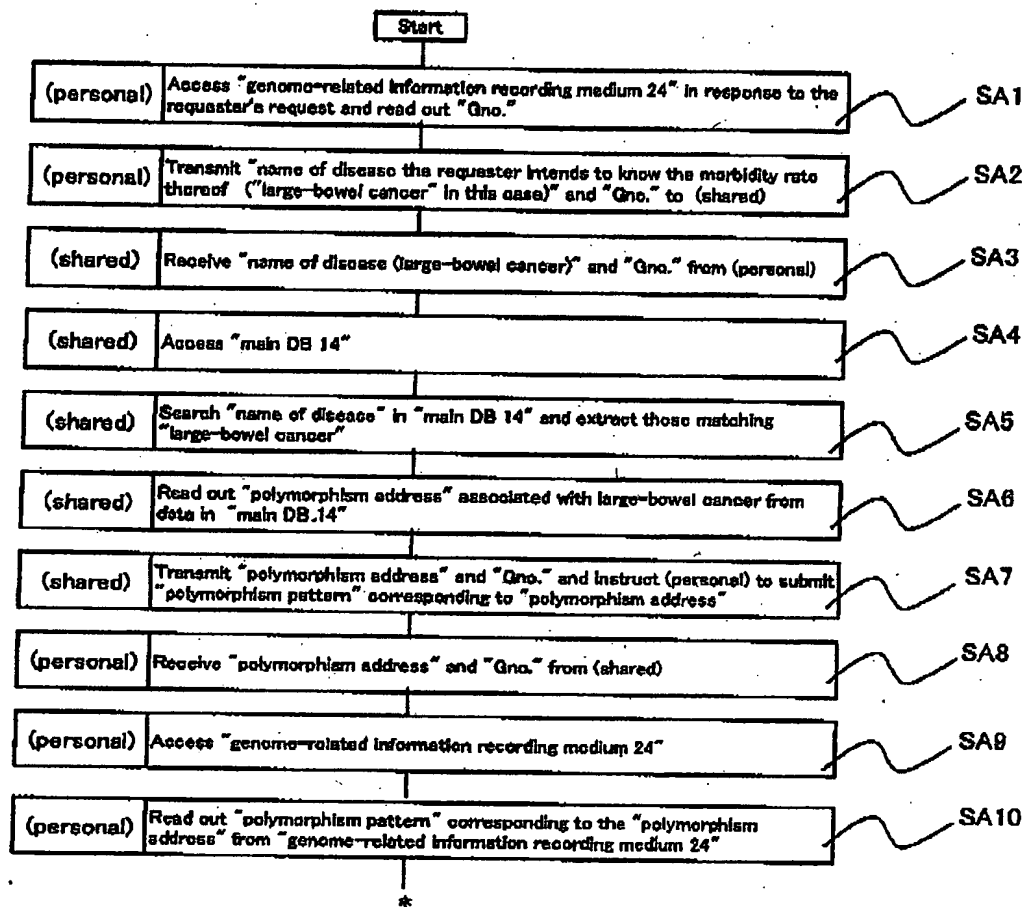 Start
(personal)
Access "genome-related information recording medium 24" in response to the
requester's request and read out "Gno."
SA1
(personal)
Transmit "name of disease the requester intends to know the morbidity rate
thereof ("large-bowel cancer" in this case)" and "Gno." to (shared)
SA2
(shared)
Receive "name of disease (large-bowel cancer)" and "Gno." from (personal)
SA3
(shared)
Access "main DB 14"
SA4
(shared)
Search "name of disease" in "main DB 14" and extract those matching
"large-bowel cancer"
SA5
(shared)
Read out "polymorphism address" associated with large-bowel cancer from
data in "main DB.14"
SA6
(shared)
Transmit "polymorphism address" and "Gno." and instruct (personal) to submit
"polymorphism pattern" corresponding to "polymorphism address"
SA7
(personal)
Receive "polymorphism address" and "Gno." from (shared)
SA8
(personal)
Access "genome-related information recording medium 24"
SA9
(personal)
Read out "polymorphism pattern" corresponding to the "polymorphism
address" from "genome-related information recording medium 24"
SA10
*